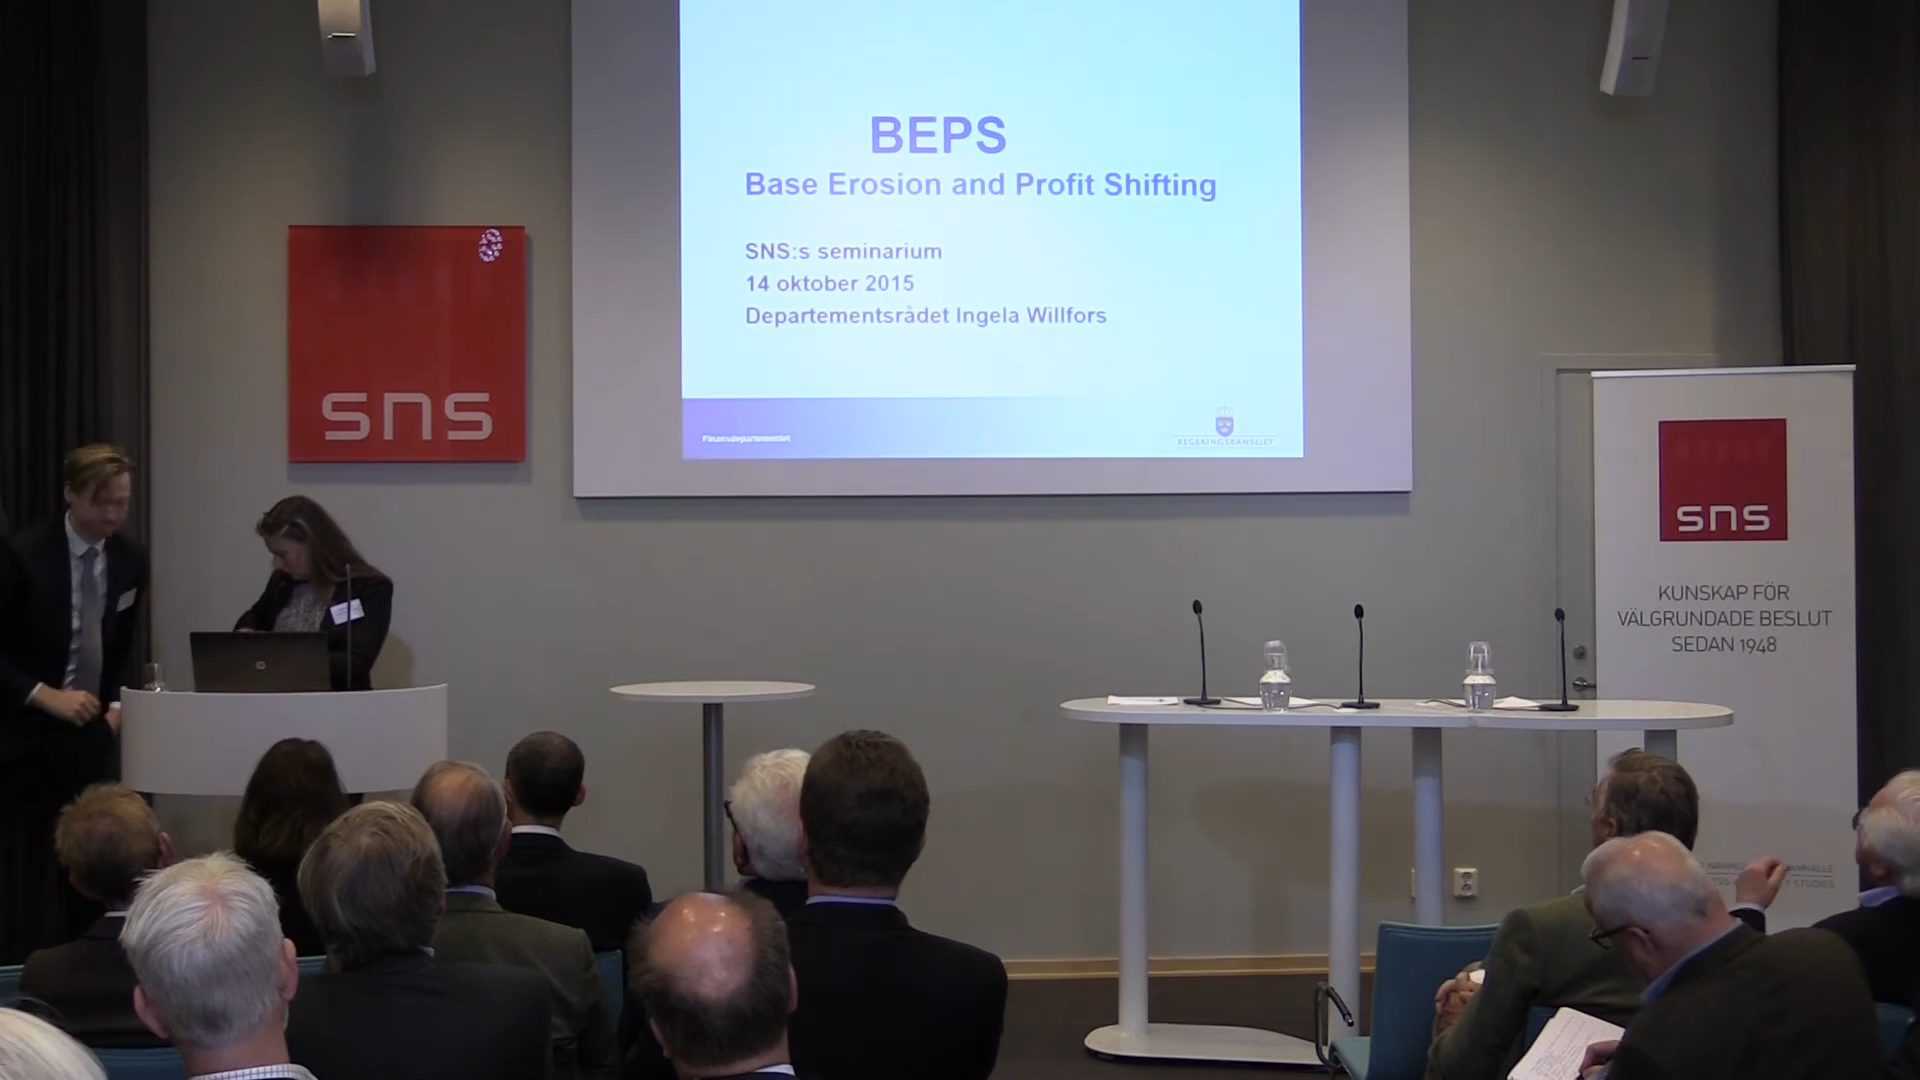 BEPS
Base Erosion and Profit Shifting
SNS:s seminarium
14 oktober 2015
Departementsrådet Ingela Willfors
Finansdepartementet
REGERINGSKANSLIET
sns
sns
KUNSKAP FÖR
VÄLGRUNDADE BESLUT
SEDAN 1948
STUDIES